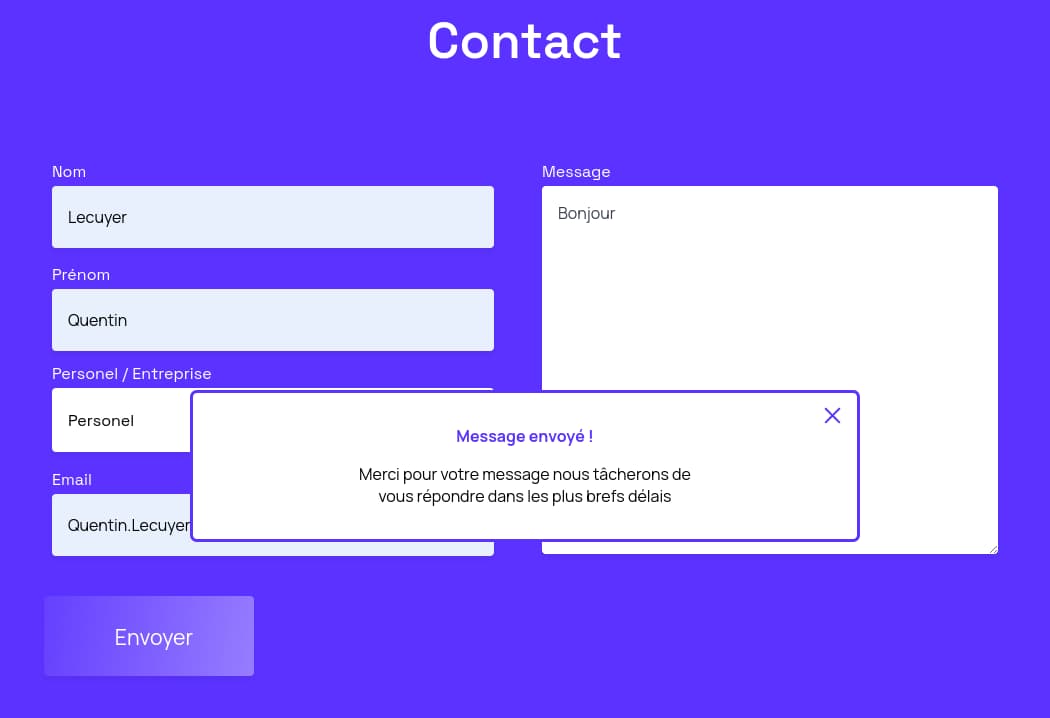 Contact
Nom
Lecuyer
Prénom
Quentin
Personel / Entreprise
Personel
Email
Quentin.Lecuyer
Message
Bonjour
Message envoyé !
Merci pour votre message nous tâcherons de
vous répondre dans les plus brefs délais
Envoyer